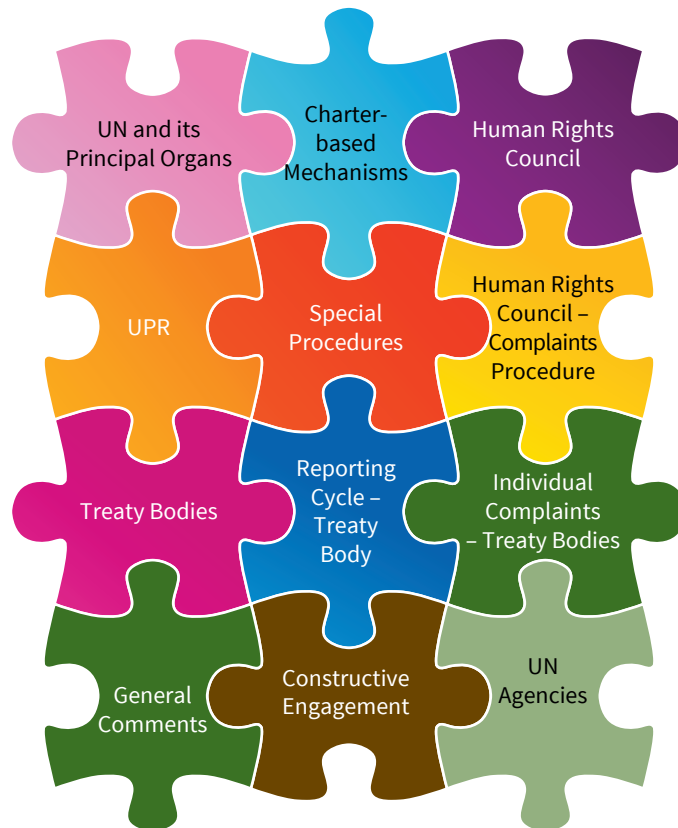 UN and its
Principal Organs
Charter-
based
Mechanisms
Human Rights
Council
UPR
Special
Procedures
Human Rights
Council –
Complaints
Procedure
Treaty Bodies
Reporting
Cycle –
Treaty
Body
Individual
Complaints
– Treaty Bodies
General
Comments
Constructive
Engagement
UN
Agencies